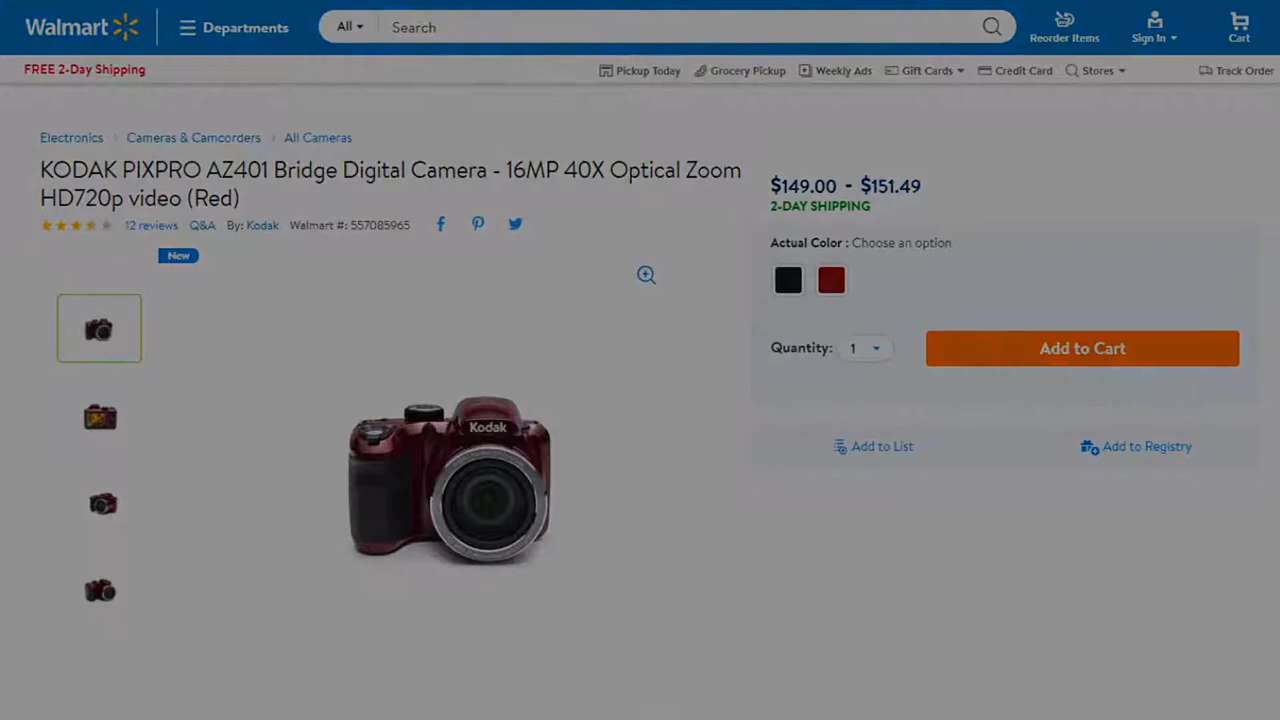 Walmart
Departments
All
Search
Reorder Items
Sign In
Cart
FREE 2-Day Shipping
Pickup Today
Grocery Pickup
Weekly Ads
Gift Cards
Credit Card
Stores
Track Order
Electronics
Cameras & Camcorders
All Cameras
KODAK PIXPRO AZ401 Bridge Digital Camera - 16MP 40X Optical Zoom
HD720p video (Red)
12 reviews
Q&A
By: Kodak
Walmart #: 557085965
New
$149.00 - $151.49
2-DAY SHIPPING
Actual Color : Choose an option
Quantity: 1
Add to Cart
Add to List
Add to Registry
Kodak